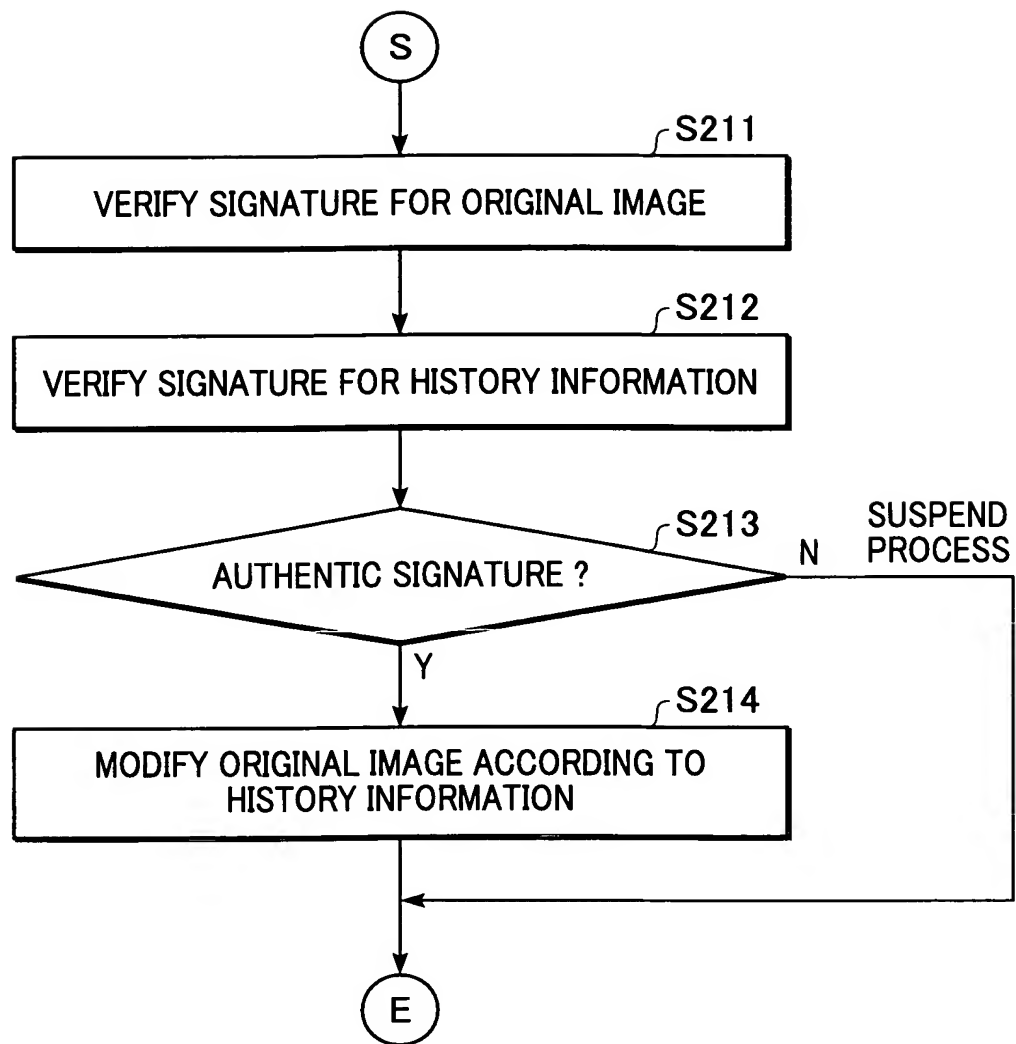 S
S211
VERIFY SIGNATURE FOR ORIGINAL IMAGE
S212
VERIFY SIGNATURE FOR HISTORY INFORMATION
S213
AUTHENTIC SIGNATURE ?
N
SUSPEND
PROCESS
Y
S214
MODIFY ORIGINAL IMAGE ACCORDING TO
HISTORY INFORMATION
E